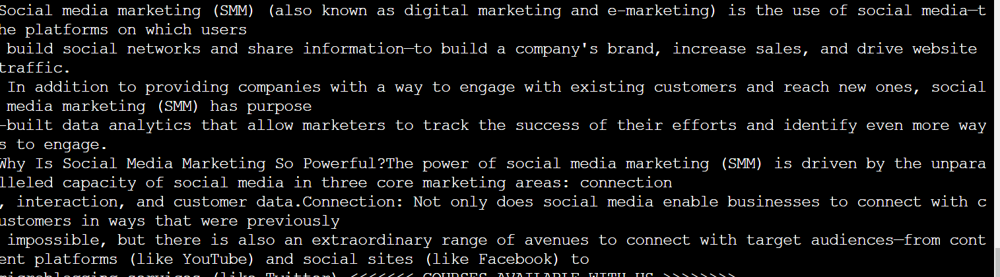 Social media marketing (SMM) (also known as digital marketing and e-marketing) is the use of social media—t
he platforms on which users
build social networks and share information—to build a company's brand, increase sales, and drive website
traffic.
In addition to providing companies with a way to engage with existing customers and reach new ones, social
media marketing (SMM) has purpose
-built data analytics that allow marketers to track the success of their efforts and identify even more way
s to engage.
Why Is Social Media Marketing So Powerful?The power of social media marketing (SMM) is driven by the unpara
lleled capacity of social media in three core marketing areas: connection
, interaction, and customer data.Connection: Not only does social media enable businesses to connect with c
ustomers in ways that were previously
impossible, but there is also an extraordinary range of avenues to connect with target audiences—from cont
ent platforms (like YouTube) and social sites (like Facebook) to
microblogging services (like Twitter) <<<<<<< COURSES AVAILABLE WITH US >>>>>>>>